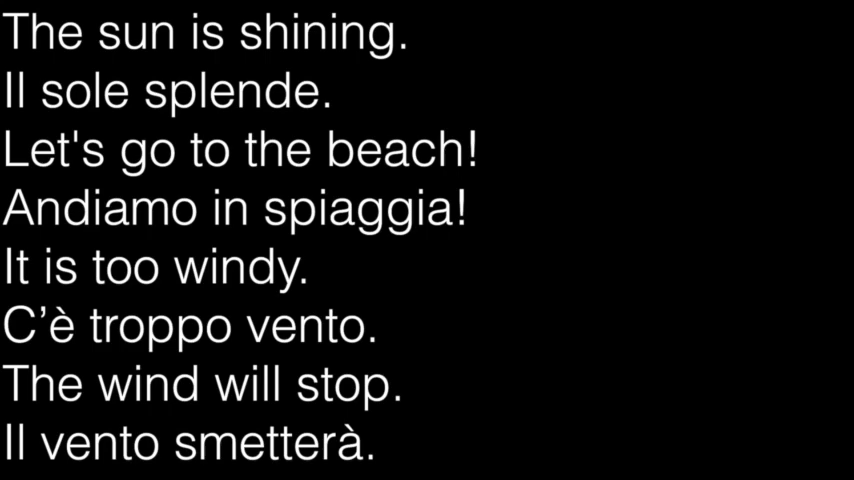 The sun is shining.
Il sole splende.
Let's go to the beach!
Andiamo in spiaggia!
It is too windy.
C’è troppo vento.
The wind will stop.
Il vento smetterà.